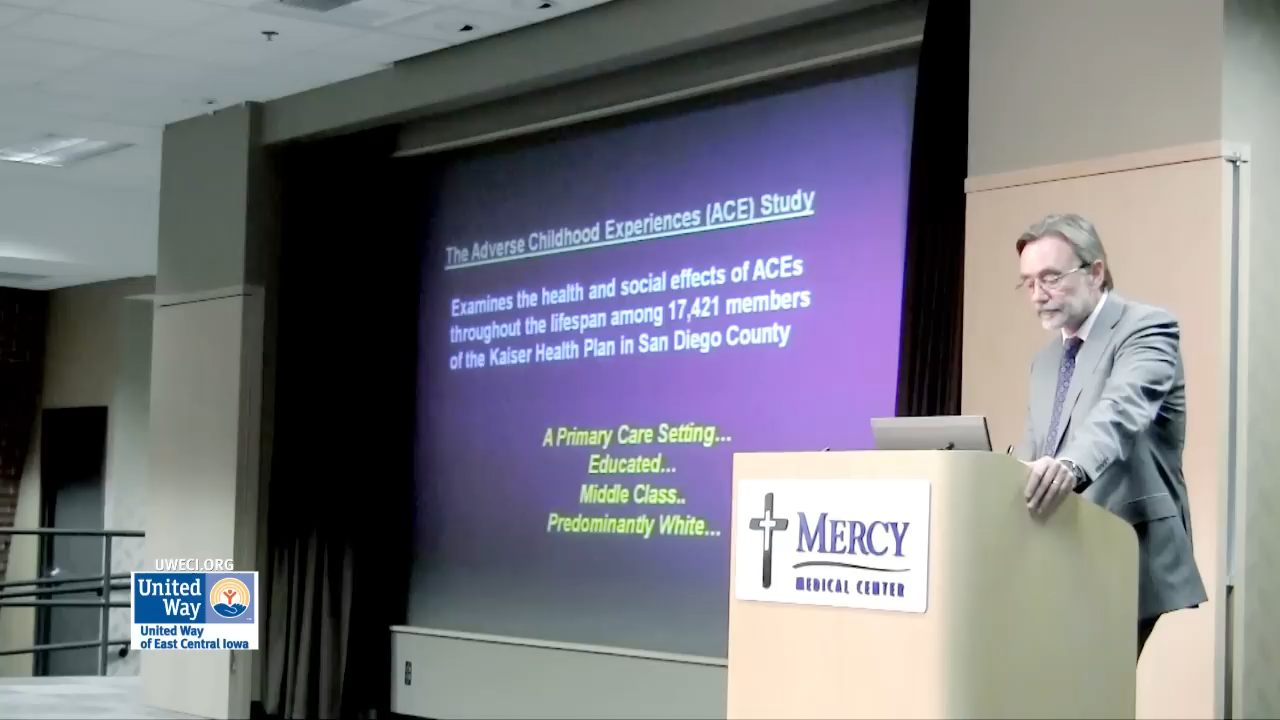 The Adverse Childhood Experiences (ACE) Study
Examines the health and social effects of ACEs
throughout the lifespan among 17,421 members
of the Kaiser Health Plan in San Diego County
A Primary Care Setting...
Educated...
Middle Class..
Predominantly White...
MERCY
MEDICAL CENTER
UWECI.ORG
United
Way
United Way
of East Central Iowa